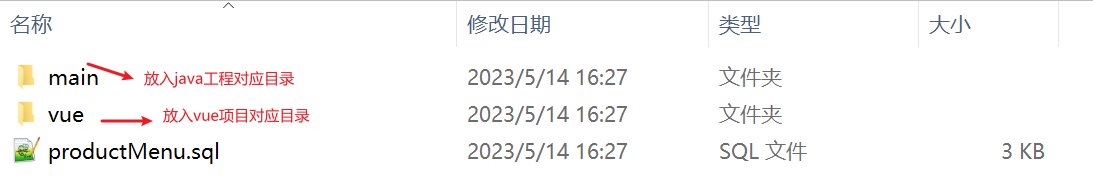 名称 修改日期 类型 大小
main 放入java工程对应目录 2023/5/14 16:27 文件夹
vue 放入vue项目对应目录 2023/5/14 16:27 文件夹
productMenu.sql 2023/5/14 16:27 SQL 文件 3 KB